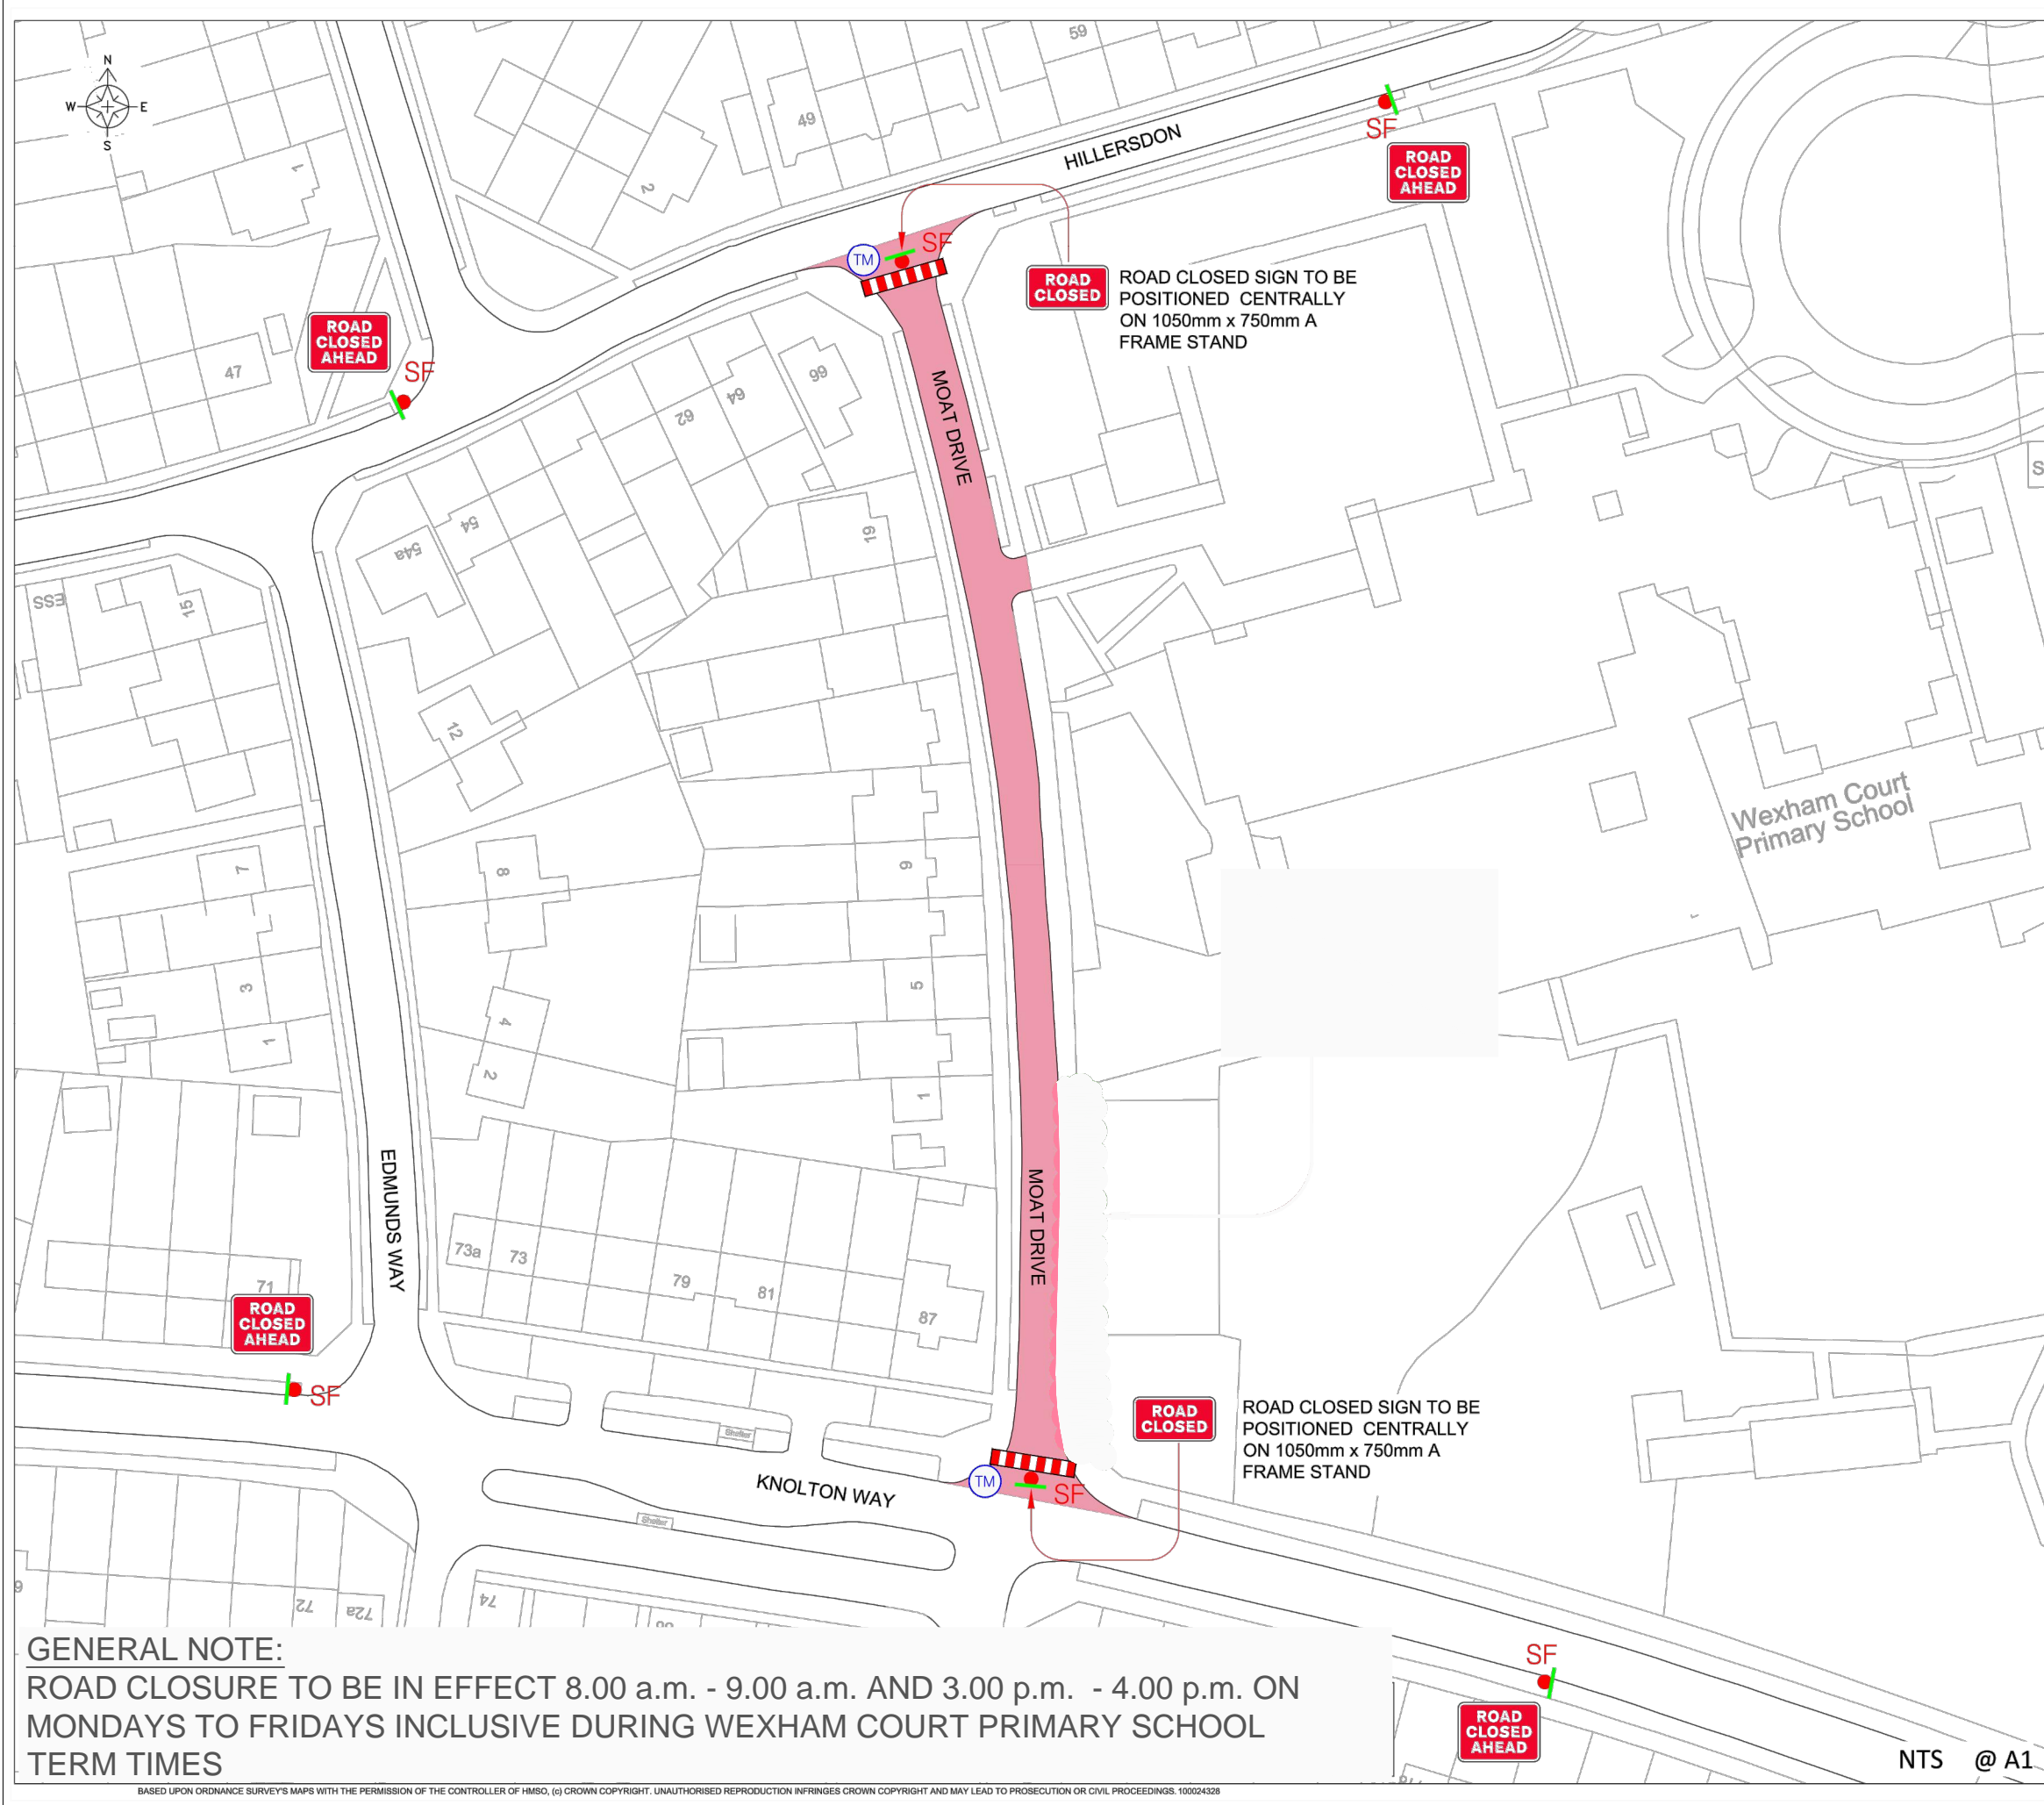 N
W E
S
59
49
HILLERSDON
SF
ROAD
CLOSED
AHEAD
1
2
TM
SF
ROAD
CLOSED
ROAD CLOSED SIGN TO BE
POSITIONED CENTRALLY
ON 1050mm x 750mm A
FRAME STAND
ROAD
CLOSED
AHEAD
SF
47
66
64
62
MOAT DRIVE
54
54a
19
ESS
15
12
Wexham Court
Primary School
7
8
9
3
5
4
1
2
1
EDMUNDS WAY
MOAT DRIVE
73a
73
79
81
87
71
ROAD
CLOSED
AHEAD
SF
ROAD
CLOSED
ROAD CLOSED SIGN TO BE
POSITIONED CENTRALLY
ON 1050mm x 750mm A
FRAME STAND
Shelter
KNOLTON WAY
TM
SF
Shelter
72
72a
74
SF
ROAD
CLOSED
AHEAD
GENERAL NOTE:
ROAD CLOSURE TO BE IN EFFECT 8.00 a.m. - 9.00 a.m. AND 3.00 p.m. - 4.00 p.m. ON
MONDAYS TO FRIDAYS INCLUSIVE DURING WEXHAM COURT PRIMARY SCHOOL
TERM TIMES
NTS @ A1
BASED UPON ORDNANCE SURVEY'S MAPS WITH THE PERMISSION OF THE CONTROLLER OF HMSO, (c) CROWN COPYRIGHT. UNAUTHORISED REPRODUCTION INFRINGES CROWN COPYRIGHT AND MAY LEAD TO PROSECUTION OR CIVIL PROCEEDINGS. 100024328